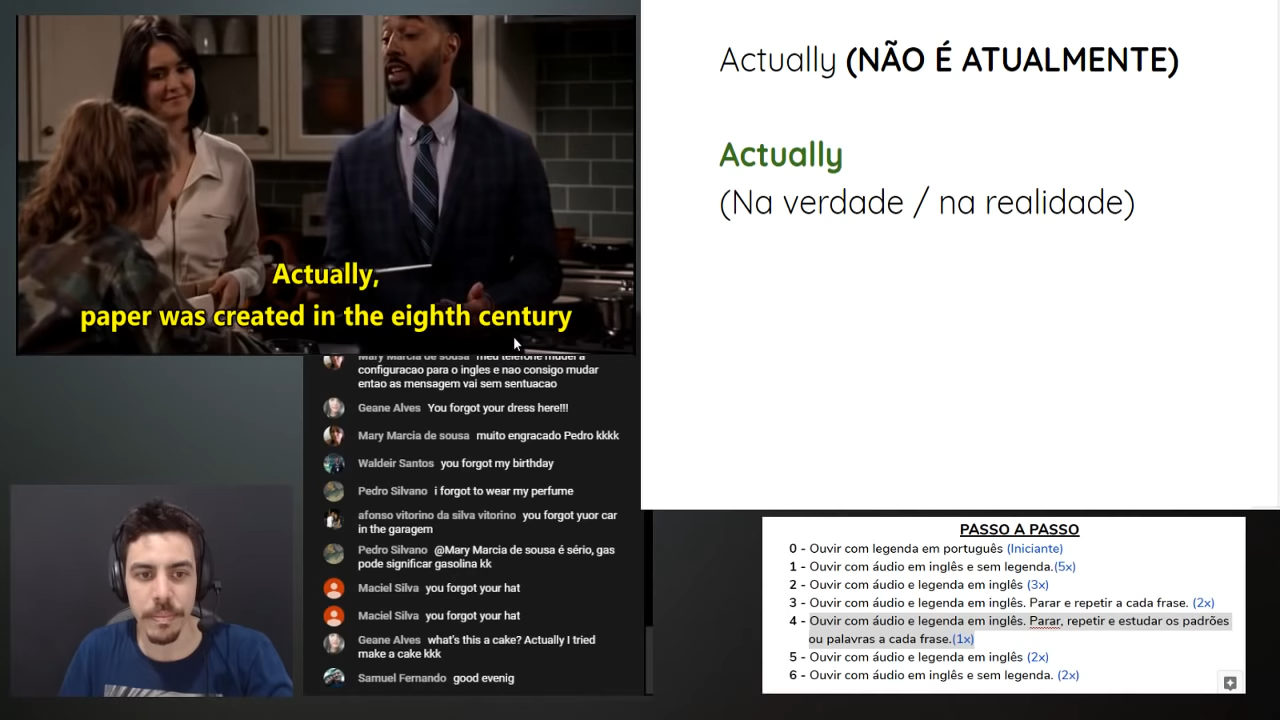 Actually,
paper was created in the eighth century
Actually (NÃO É ATUALMENTE)
Actually
(Na verdade / na realidade)
Mary Marcia de sousa meu telefone mudei a
configuracao para o ingles e nao consigo mudar
entao as mensagem vai sem sentuacao
Geane Alves You forgot your dress here!!!
Mary Marcia de sousa muito engracado Pedro kkkk
Waldeir Santos you forgot my birthday
Pedro Silvano i forgot to wear my perfume
afonso vitorino da silva vitorino you forgot yuor car
in the garagem
Pedro Silvano @Mary Marcia de sousa é sério, gas
pode significar gasolina kk
Maciel Silva you forgot your hat
Maciel Silva you forgot your hat
Geane Alves what's this a cake? Actually I tried
make a cake kkk
Samuel Fernando good evenig
PASSO A PASSO
0 - Ouvir com legenda em português (Iniciante)
1 - Ouvir com áudio em inglês e sem legenda.(5x)
2 - Ouvir com áudio e legenda em inglês (3x)
3 - Ouvir com áudio e legenda em inglês. Parar e repetir a cada frase. (2x)
4 - Ouvir com áudio e legenda em inglês. Parar, repetir e estudar os padrões
ou palavras a cada frase.(1x)
5 - Ouvir com áudio e legenda em inglês (2x)
6 - Ouvir com áudio em inglês e sem legenda. (2x)